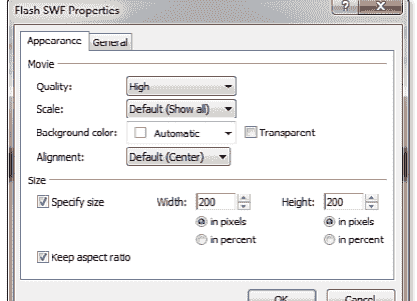 Flash SWF Properties
Appearance General
Movie
Quality: High
Scale: Default (Show all)
Background color: Automatic Transparent
Alignment: Default (Center)
Size
Specify size Width: 200 Height: 200
in pixels in pixels
in percent in percent
Keep aspect ratio
OK Cancel